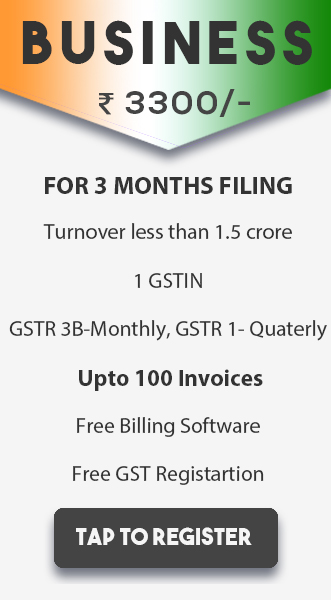 BUSINESS
₹ 3300/-
FOR 3 MONTHS FILING
Turnover less than 1.5 crore
1 GSTIN
GSTR 3B-Monthly, GSTR 1- Quaterly
Upto 100 Invoices
Free Billing Software
Free GST Registartion
TAP TO REGISTER